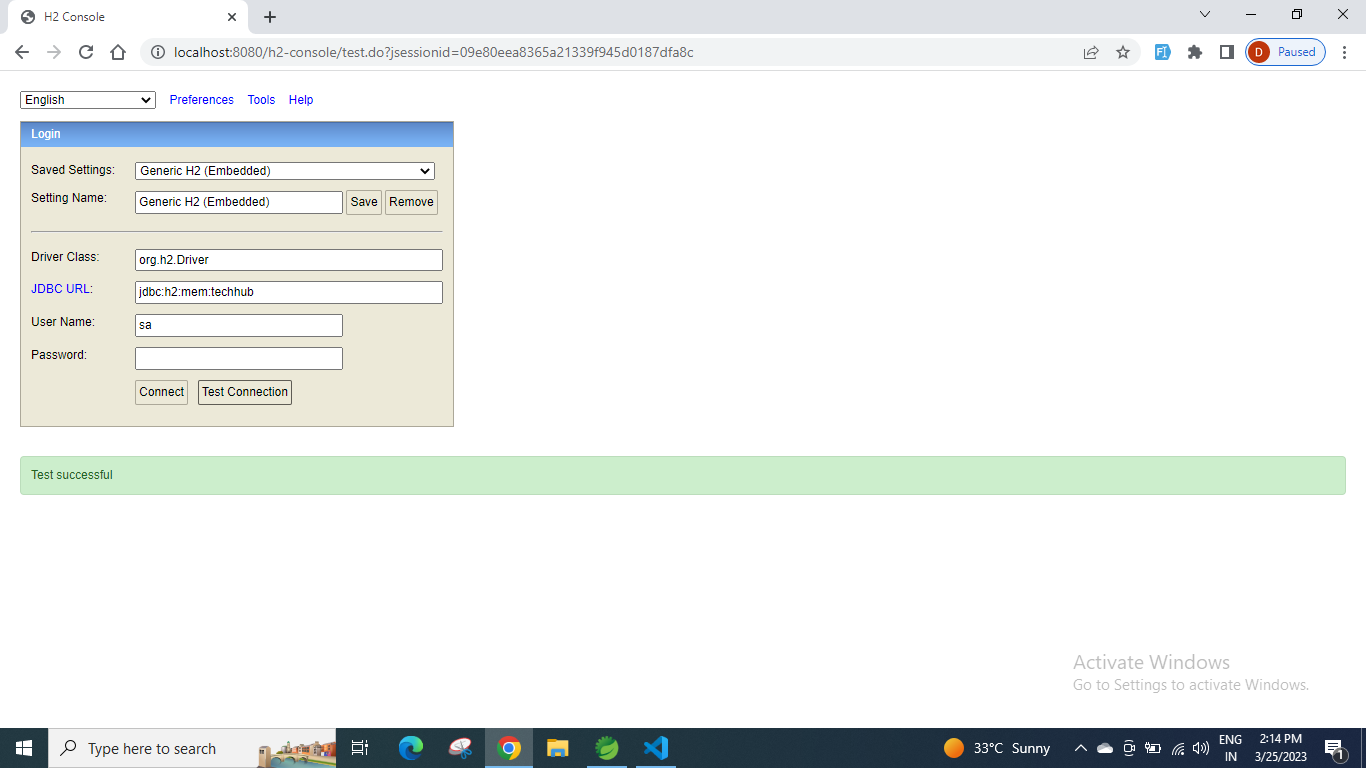 H2 Console
localhost:8080/h2-console/test.do?jsessionid=09e80eea8365a21339f945d0187dfa8c
D Paused
English Preferences Tools Help
Login
Saved Settings: Generic H2 (Embedded)
Setting Name: Generic H2 (Embedded) Save Remove
Driver Class: org.h2.Driver
JDBC URL: jdbc:h2:mem:techhub
User Name: sa
Password:
Connect Test Connection
Test successful
Activate Windows
Go to Settings to activate Windows.
Type here to search
33°C Sunny
ENG
IN
2:14 PM
3/25/2023
1